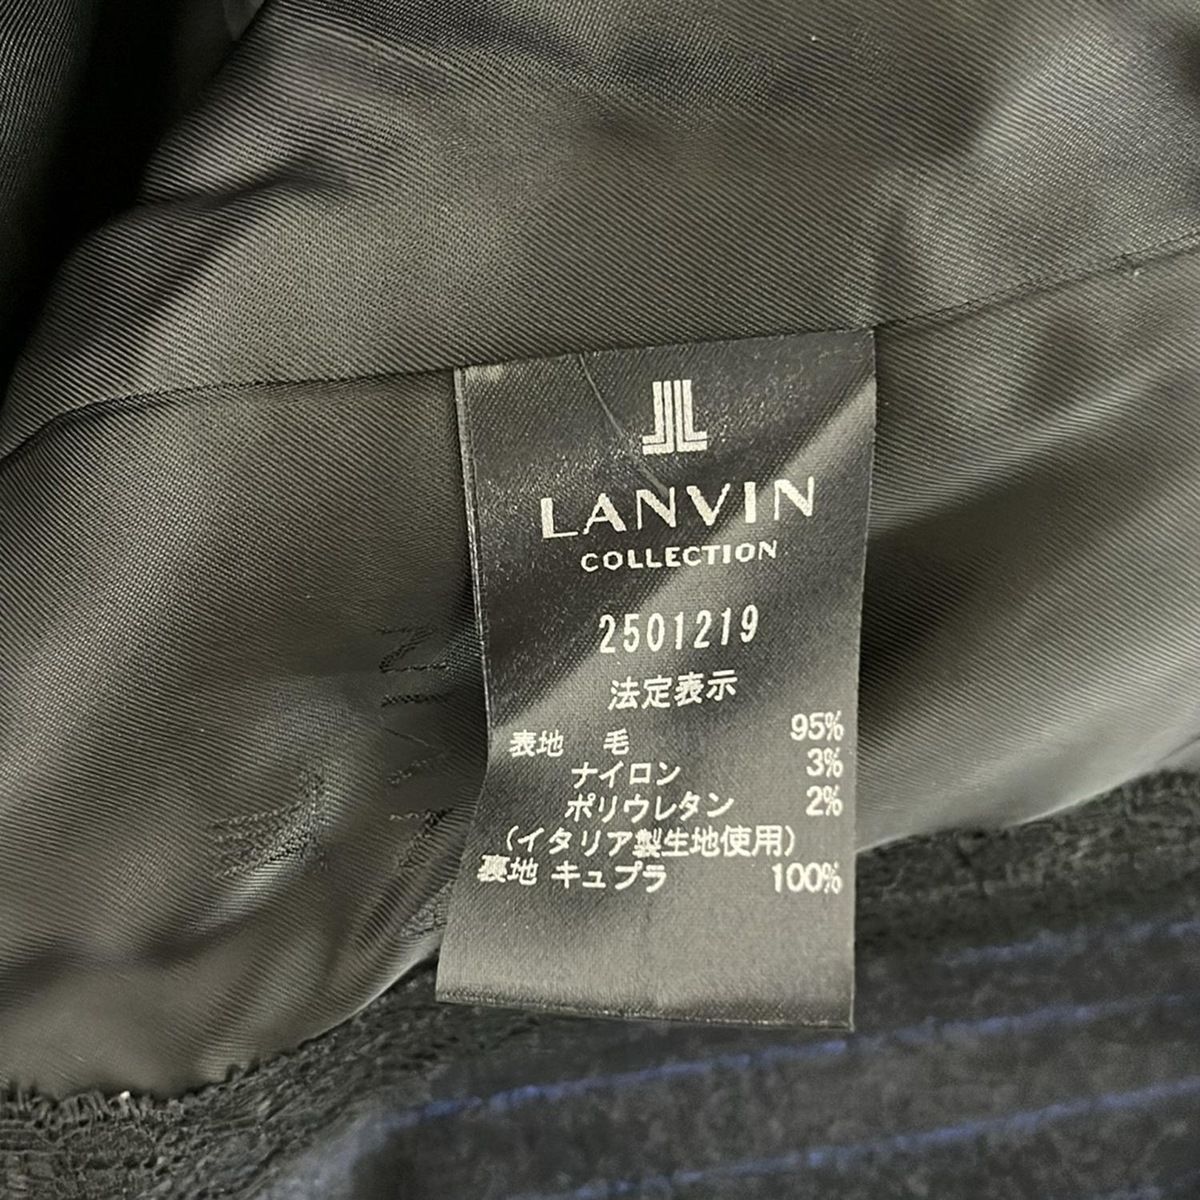 LANVIN
COLLECTION
2501219
法定表示
表地 毛 95%
ナイロン 3%
ポリウレタン 2%
(イタリア製生地使用)
裏地 キュプラ 100%